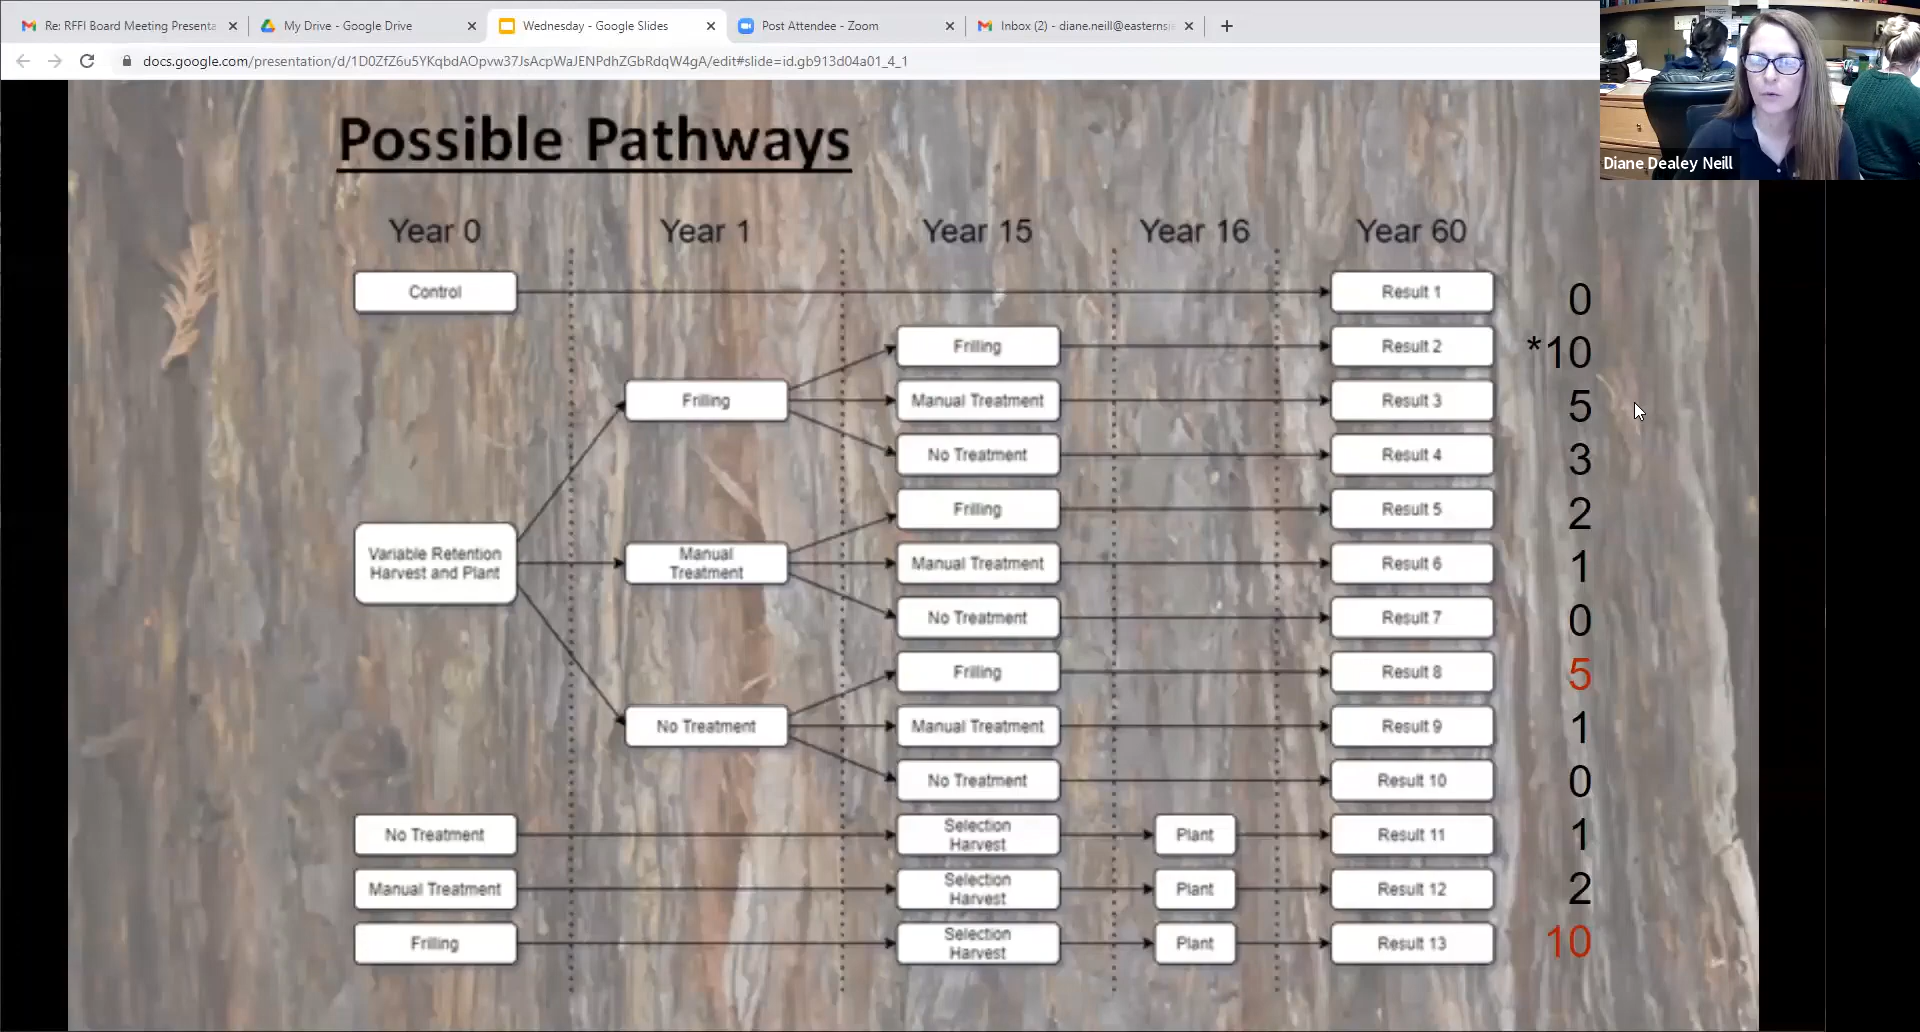 Re: RFFI Board Meeting Presenta
My Drive - Google Drive
Wednesday - Google Slides
Post Attendee - Zoom
Inbox (2) - diane.neill@easternsi
docs.google.com/presentation/d/1D0ZfZ6u5YKqbdAOpvw37JsAcpWaJENPdhZGbRdqW4gA/edit#slide=id.gb913d04a01_4_1
Diane Dealey Neill
Possible Pathways
Year 0 Year 1 Year 15 Year 16 Year 60
Control Result 1 0
Frilling Result 2 *10
Frilling Manual Treatment Result 3 5
No Treatment Result 4 3
Frilling Result 5 2
Variable Retention
Harvest and Plant
Manual
Treatment
Manual Treatment Result 6 1
No Treatment Result 7 0
Frilling Result 8 5
No Treatment Manual Treatment Result 9 1
No Treatment Result 10 0
No Treatment
Selection
Harvest
Plant Result 11 1
Manual Treatment
Selection
Harvest
Plant Result 12 2
Frilling
Selection
Harvest
Plant Result 13 10